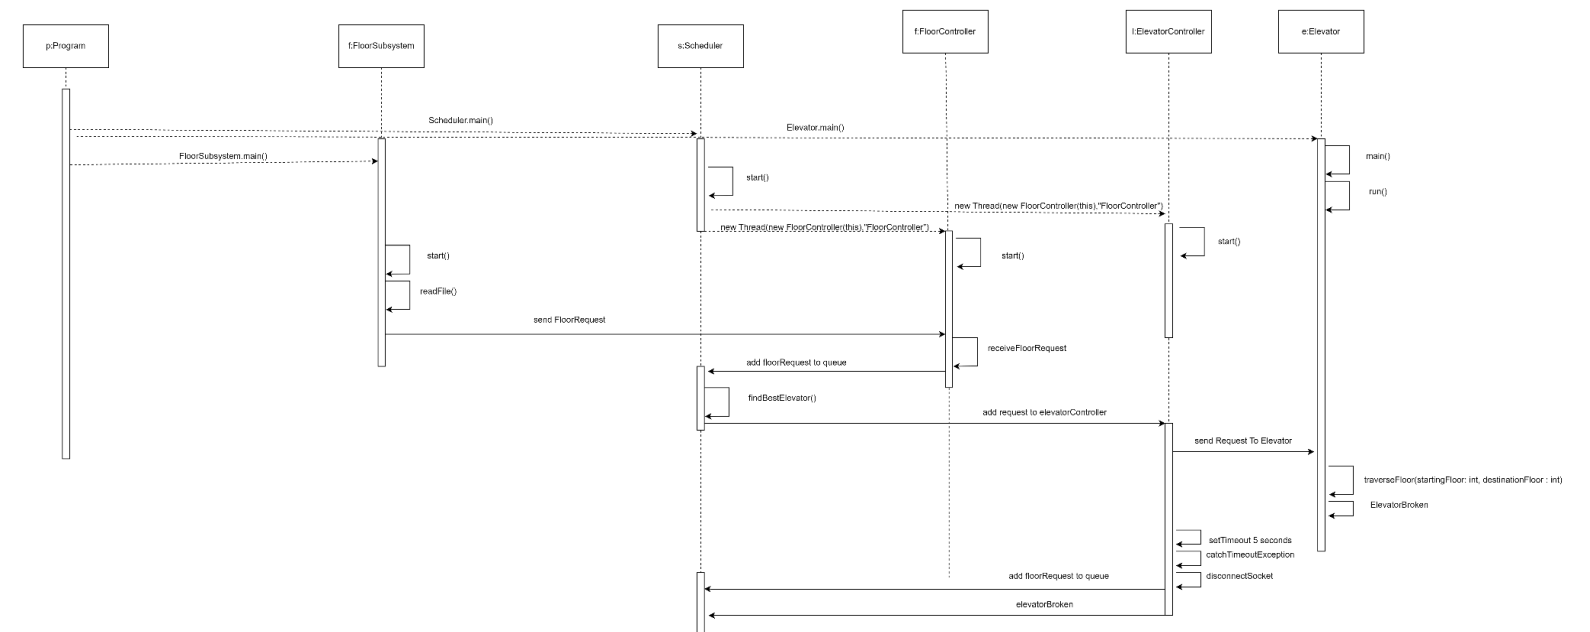 p:Program
f:FloorSubsystem
s:Scheduler
f:FloorController
l:ElevatorController
e:Elevator
Scheduler.main()
Elevator.main()
FloorSubsystem.main()
main()
start()
run()
new Thread(new FloorController(this),"FloorController")
new Thread(new FloorController(this),"FloorController")
start()
start()
start()
readFile()
send FloorRequest
receiveFloorRequest
add floorRequest to queue
findBestElevator()
add request to elevatorController
send Request To Elevator
traverseFloor(startingFloor: int, destinationFloor : int)
ElevatorBroken
setTimeout 5 seconds
catchTimeoutException
disconnectSocket
add floorRequest to queue
elevatorBroken